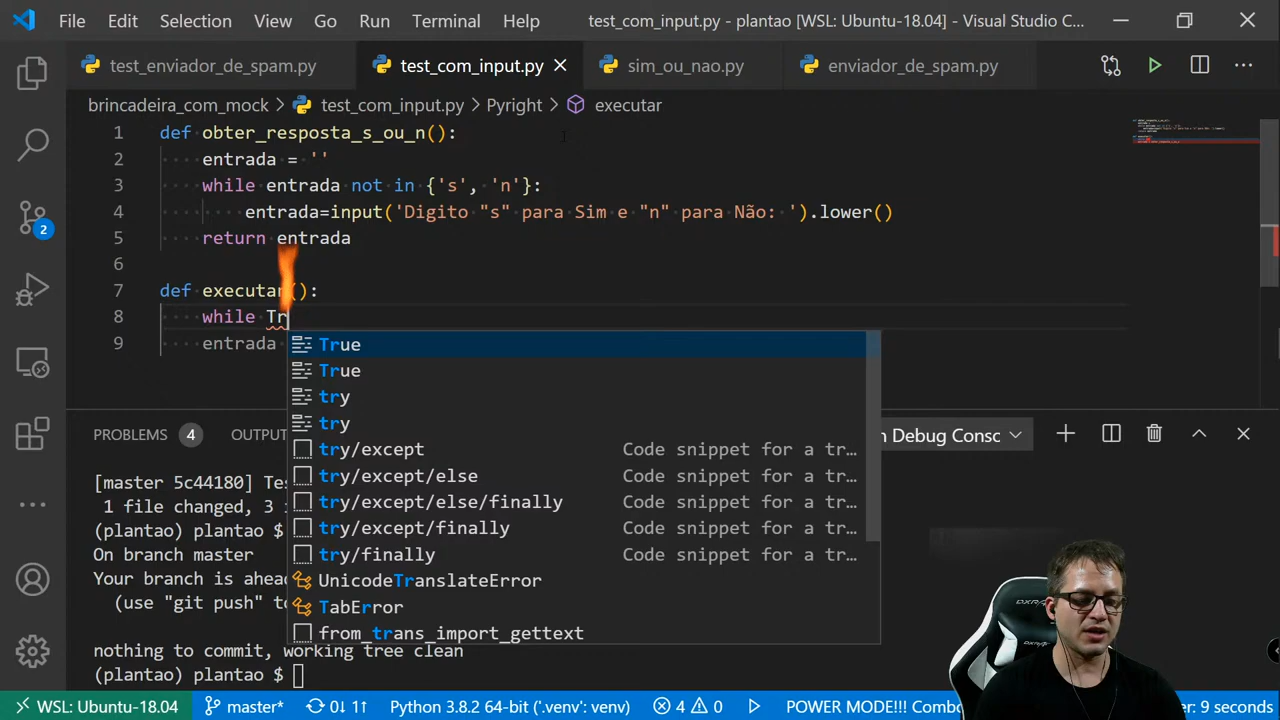 File Edit Selection View Go Run Terminal Help test_com_input.py - plantao [WSL: Ubuntu-18.04] - Visual Studio C...
test_enviador_de_spam.py test_com_input.py sim_ou_nao.py enviador_de_spam.py
brincadeira_com_mock > test_com_input.py > Pyright > executar
1 def obter_resposta_s_ou_n():
2 entrada = ''
3 while entrada not in {'s', 'n'}:
4 entrada=input('Digito "s" para Sim e "n" para Não: ').lower()
5 return entrada
6
7 def executar():
8 while Tr
9 entrada
True
True
try
try
try/except Code snippet for a tr...
try/except/else Code snippet for a tr...
try/except/else/finally Code snippet for a tr...
try/except/finally Code snippet for a tr...
try/finally Code snippet for a tr...
UnicodeTranslateError
TabError
from_trans_import_gettext
2
PROBLEMS 4 OUTPU n Debug Consc
[master 5c44180] Te
1 file changed, 3 i
(plantao) plantao $
On branch master
Your branch is ahea
(use "git push" to
nothing to commit, working tree clean
(plantao) plantao $
DXRA
WSL: Ubuntu-18.04 master* 0↓ 1↑ Python 3.8.2 64-bit ('.venv': venv) 4 0 POWER MODE!!! Combo er: 9 seconds